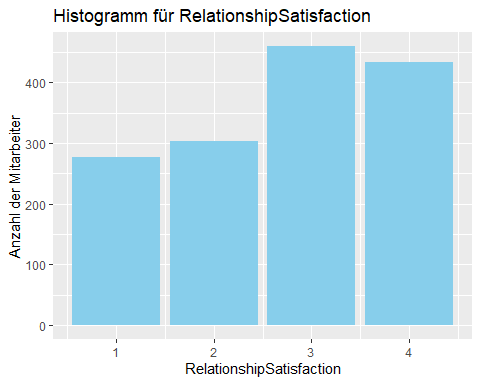 Histogramm für RelationshipSatisfaction
Anzahl der Mitarbeiter
400
300
200
100
0
1 2 3 4
RelationshipSatisfaction